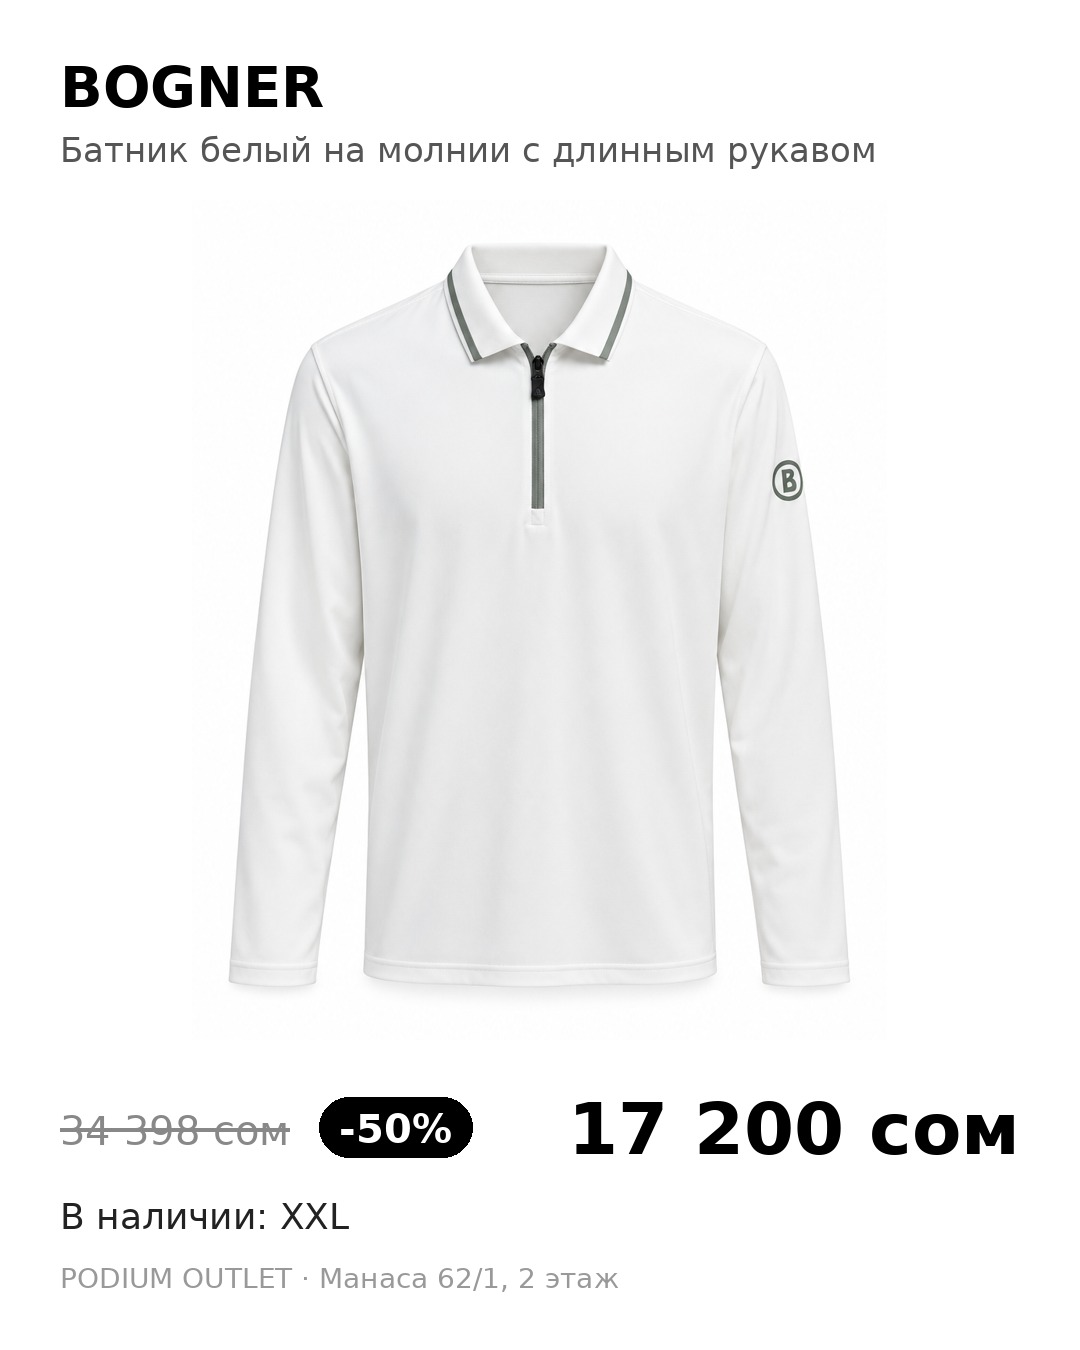 BOGNER
Батник белый на молнии с длинным рукавом
B
34 398 сом -50% 17 200 сом
В наличии: XXL
PODIUM OUTLET · Манаса 62/1, 2 этаж